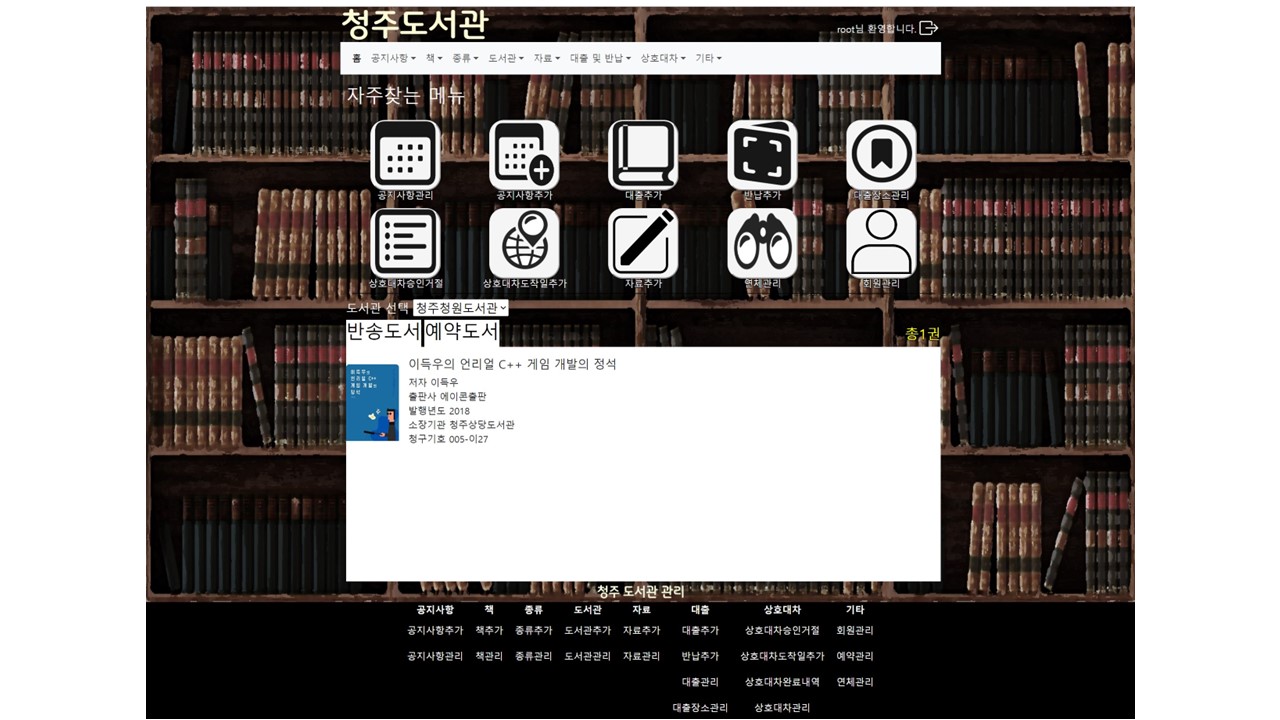 청주도서관
root님 환영합니다.
홈 공지사항 책 종류 도서관 자료 대출 및 반납 상호대차 기타
자주찾는 메뉴
공지사항관리 공지사항추가 대출추가 반납추가 대출장소관리
상호대차승인거절 상호대차도착일추가 자료추가 연체관리 회원관리
도서관 선택 청주청원도서관
반송도서 예약도서 총1권
이득우의 언리얼 C++ 게임 개발의 정석
이득우의
언리얼 C++
게임 개발의
정석
저자 이득우
출판사 에이콘출판
발행년도 2018
소장기관 청주상당도서관
청구기호 005-이27
청주 도서관 관리
공지사항 책 종류 도서관 자료 대출 상호대차 기타
공지사항추가 책추가 종류추가 도서관추가 자료추가 대출추가 상호대차승인거절 회원관리
공지사항관리 책관리 종류관리 도서관관리 자료관리 반납추가 상호대차도착일추가 예약관리
대출관리 상호대차완료내역 연체관리
대출장소관리 상호대차관리